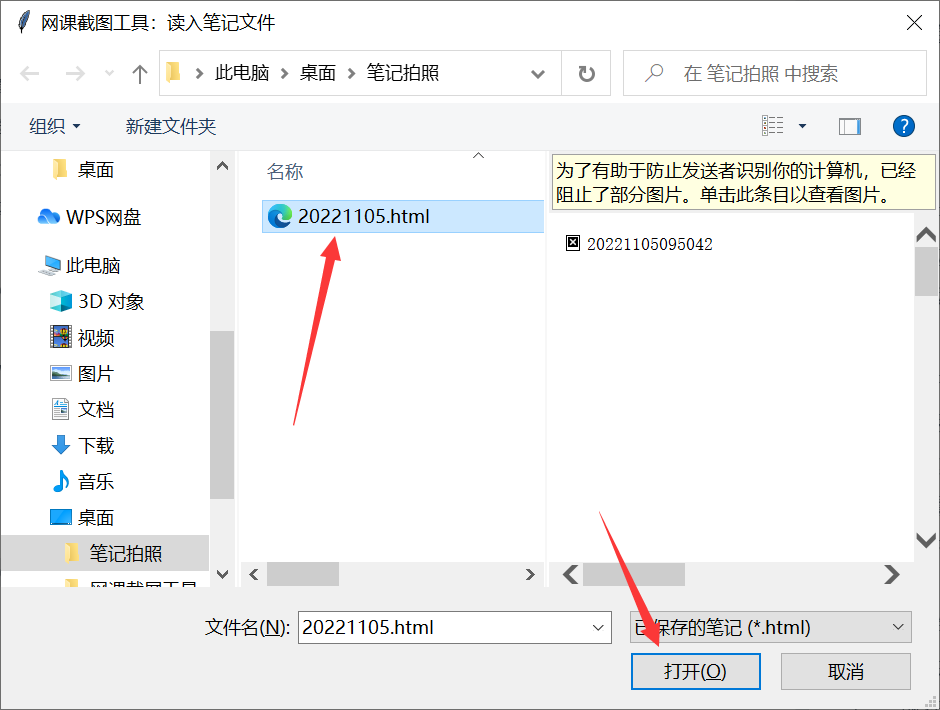 网课截图工具：读入笔记文件
此电脑 桌面 笔记拍照
在 笔记拍照 中搜索
组织 新建文件夹
桌面
WPS网盘
此电脑
3D 对象
视频
图片
文档
下载
音乐
桌面
笔记拍照
网课截图工具
名称
20221105.html
为了有助于防止发送者识别你的计算机，已经
阻止了部分图片。单击此条目以查看图片。
20221105095042
文件名(N): 20221105.html 已保存的笔记 (*.html)
打开(O) 取消